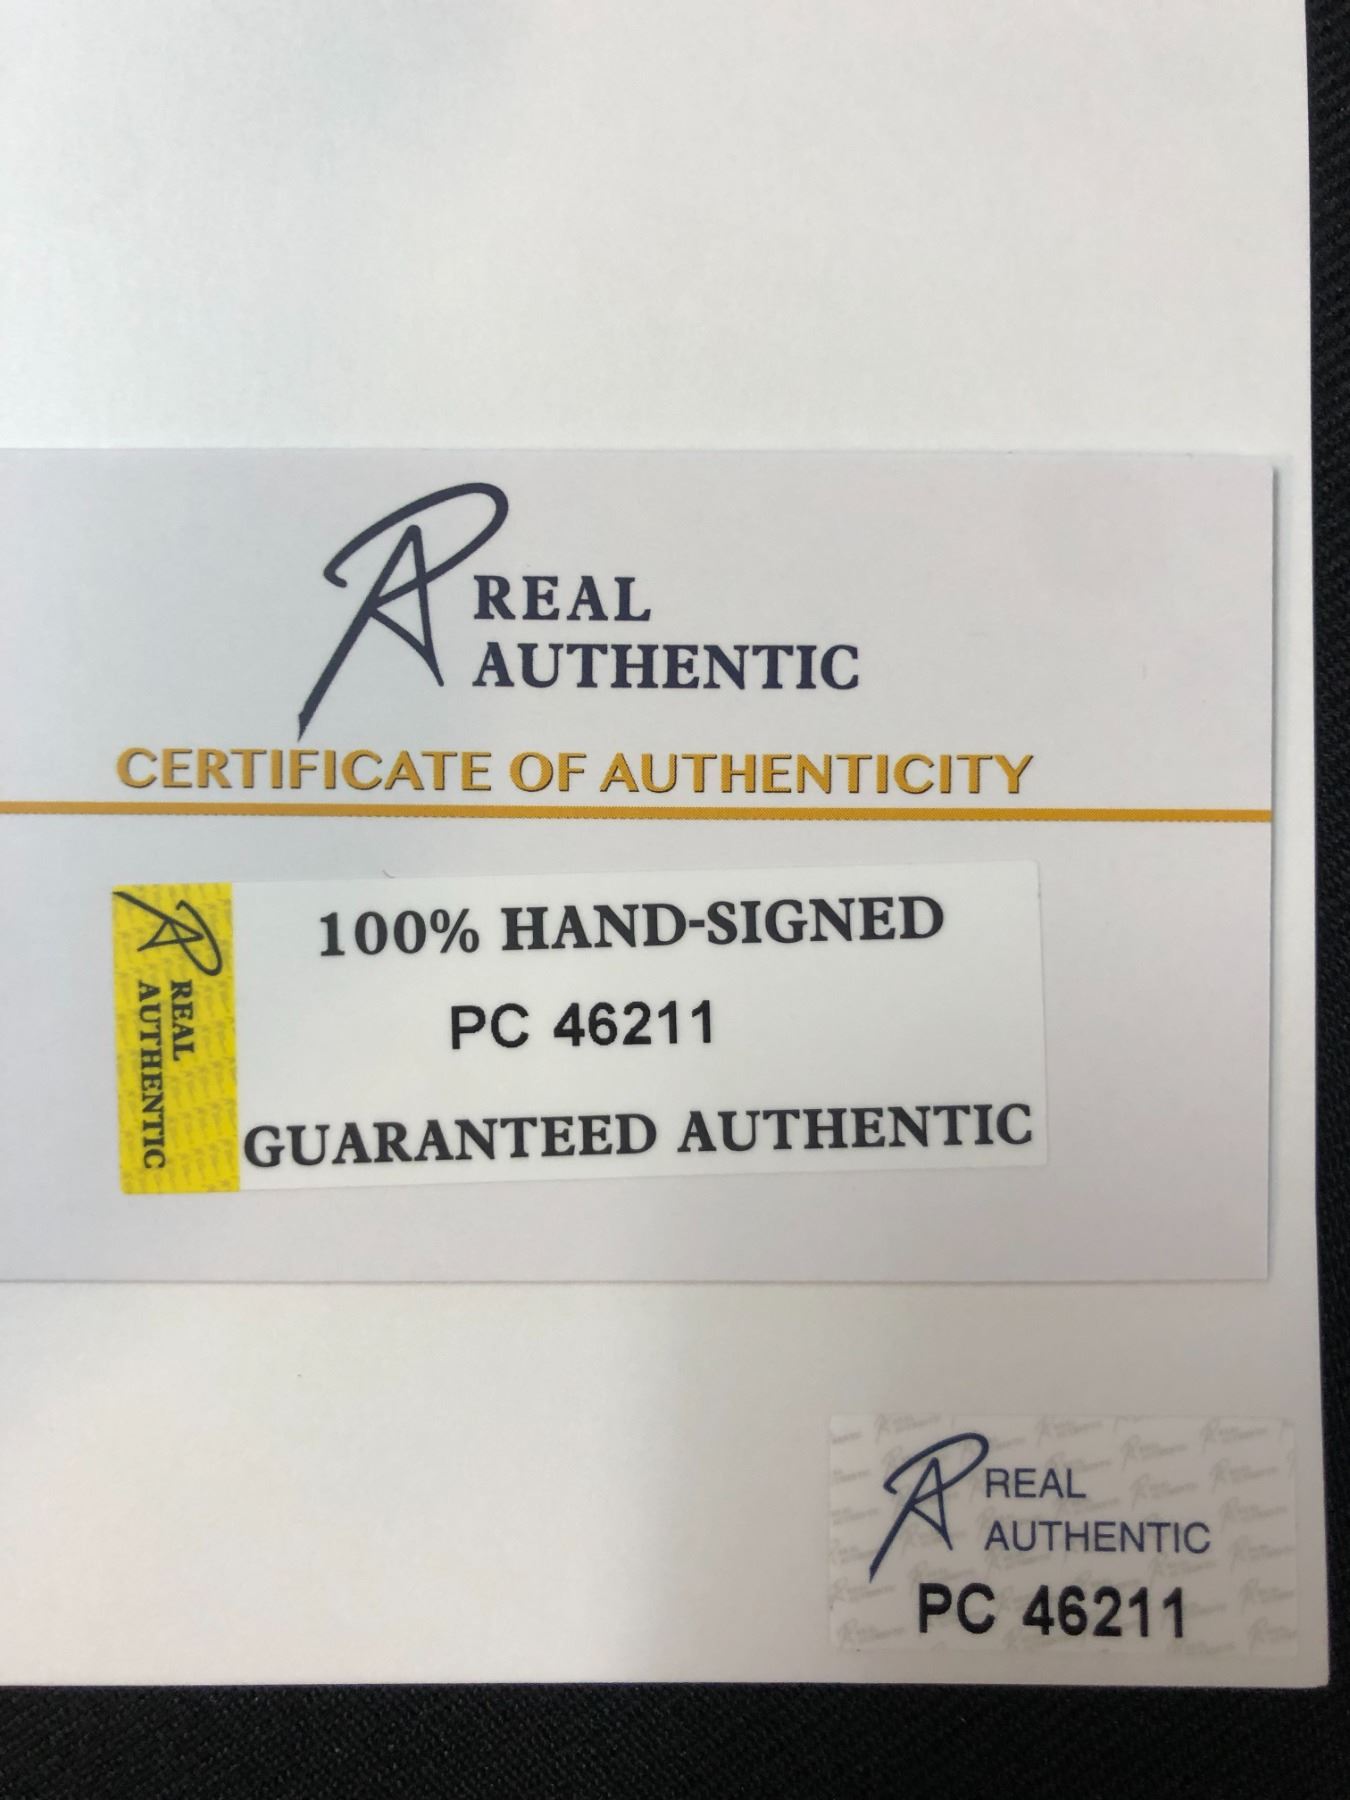 REAL
AUTHENTIC
CERTIFICATE OF AUTHENTICITY
REAL
AUTHENTIC
100% HAND-SIGNED
PC 46211
GUARANTEED AUTHENTIC
REAL
AUTHENTIC
PC 46211